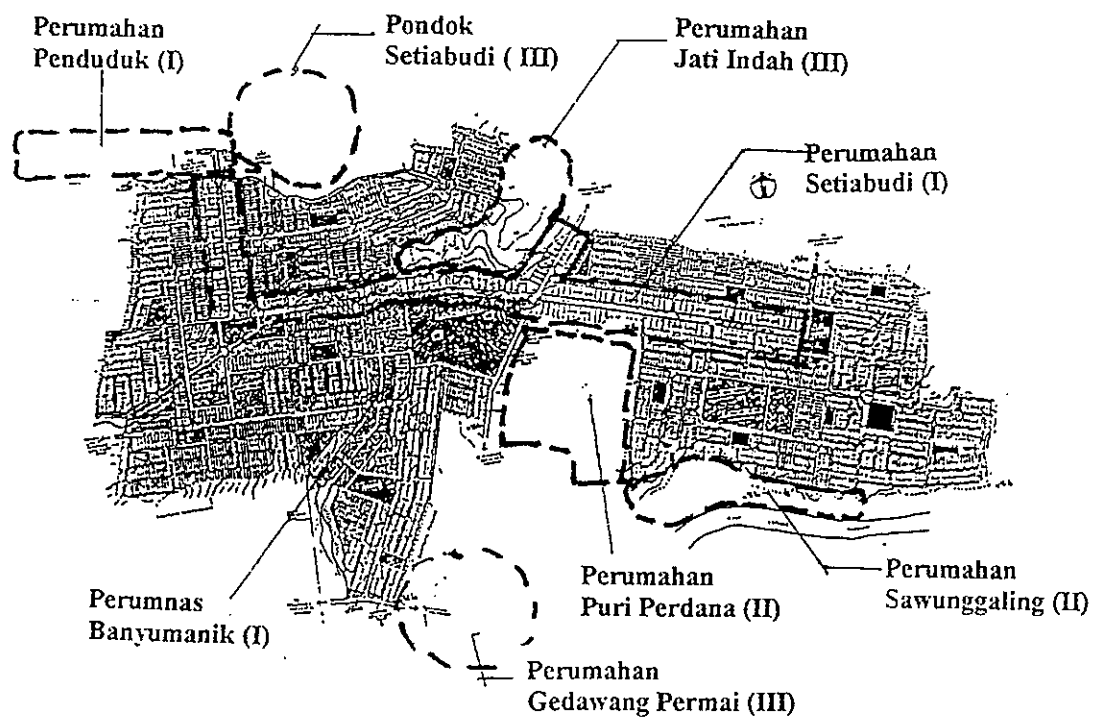 Perumahan
Penduduk (I)
Pondok
Setiabudi ( III)
Perumahan
Jati Indah (III)
Perumahan
Setiabudi (I)
Perumnas
Banyumanik (I)
Perumahan
Gedawang Permai (III)
Perumahan
Puri Perdana (II)
Perumahan
Sawunggaling (II)